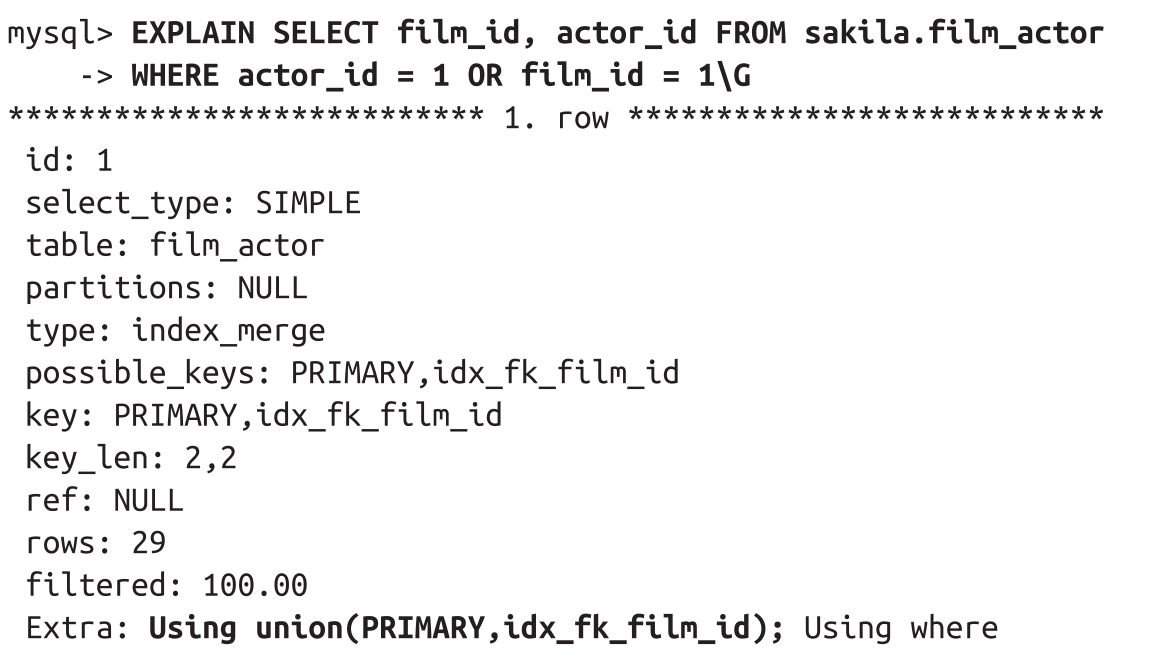 mysql> EXPLAIN SELECT film_id, actor_id FROM sakila.film_actor
-> WHERE actor_id = 1 OR film_id = 1\G
*************************** 1. row ***************************
id: 1
select_type: SIMPLE
table: film_actor
partitions: NULL
type: index_merge
possible_keys: PRIMARY,idx_fk_film_id
key: PRIMARY,idx_fk_film_id
key_len: 2,2
ref: NULL
rows: 29
filtered: 100.00
Extra: Using union(PRIMARY,idx_fk_film_id); Using where